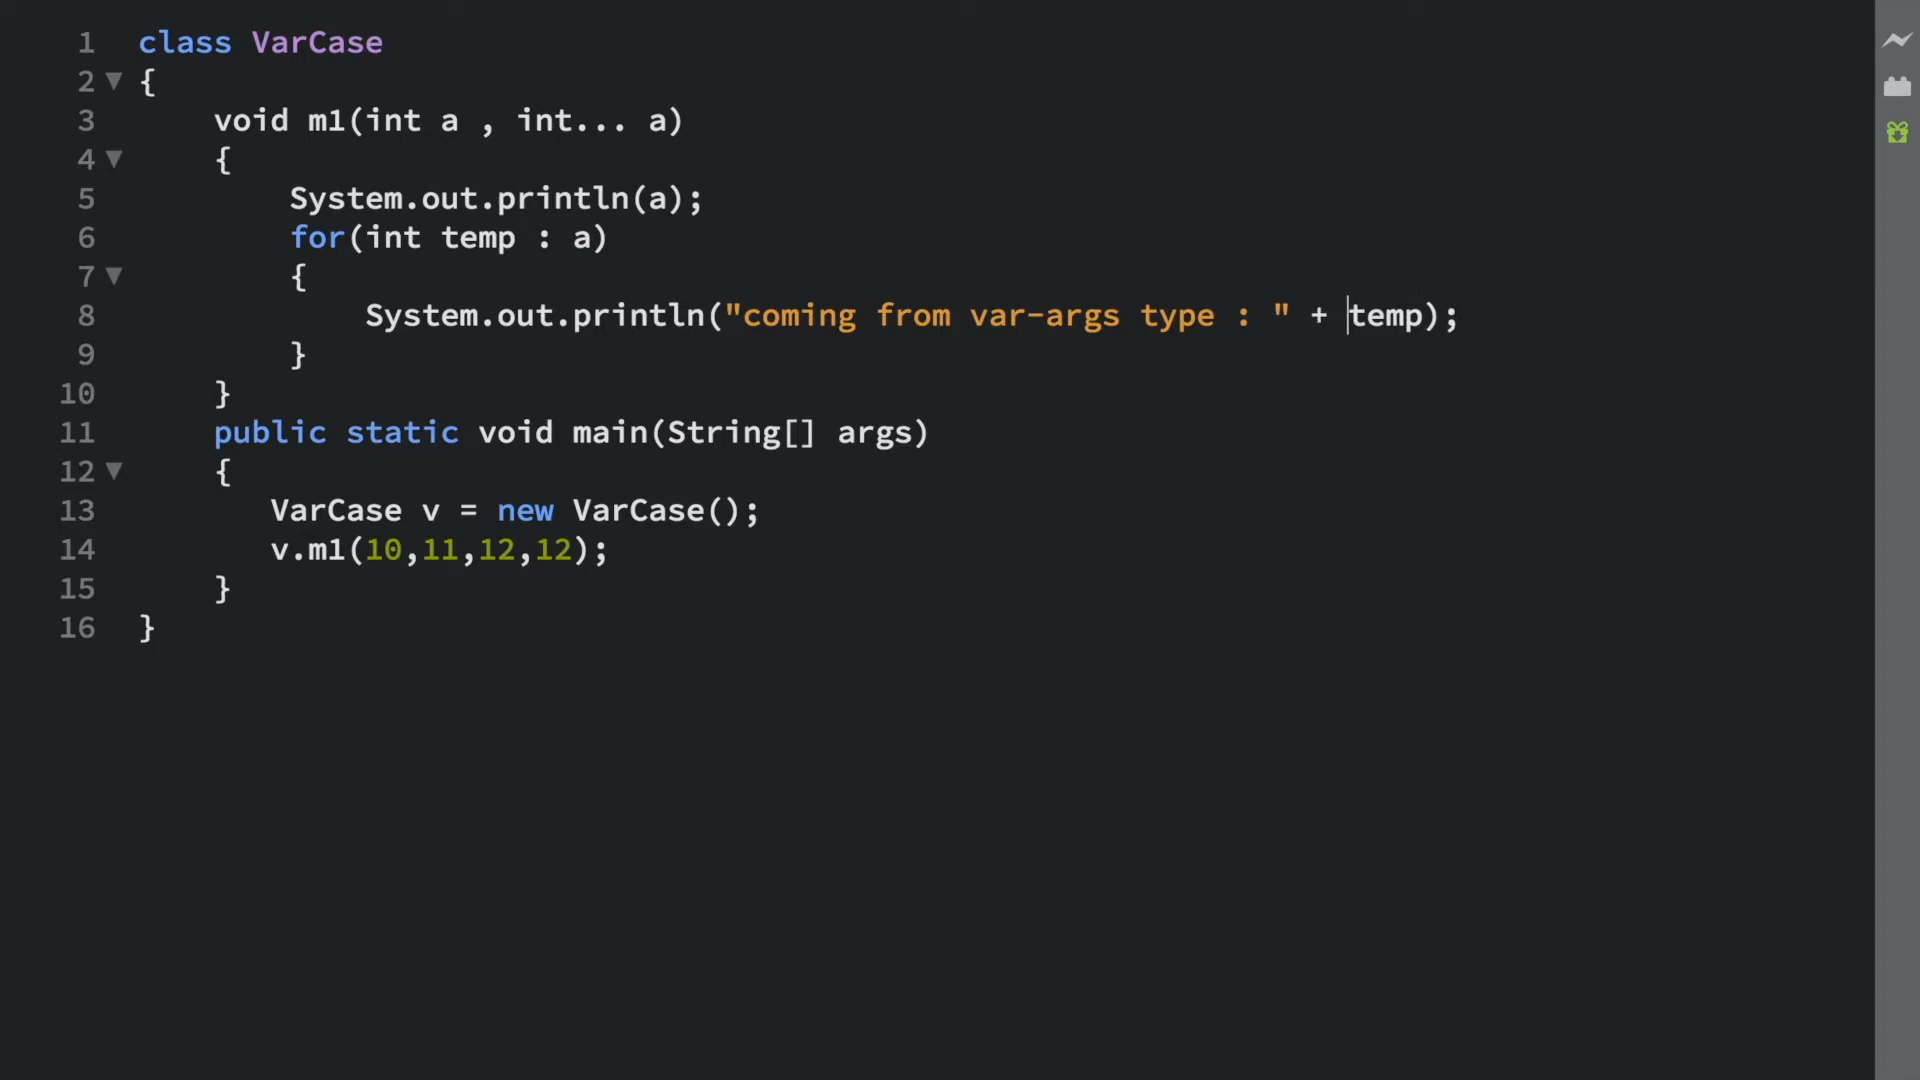 1 class VarCase
2 {
3 void m1(int a , int... a)
4 {
5 System.out.println(a);
6 for(int temp : a)
7 {
8 System.out.println("coming from var-args type : " + temp);
9 }
10 }
11 public static void main(String[] args)
12 {
13 VarCase v = new VarCase();
14 v.m1(10,11,12,12);
15 }
16 }